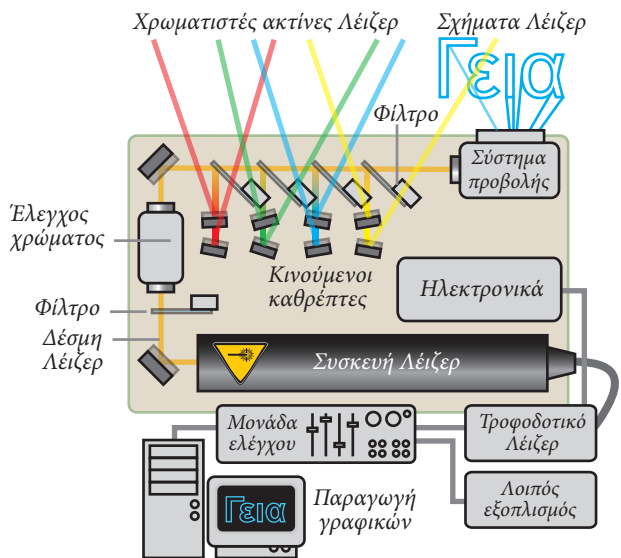 Χρωματιστές ακτίνες Λέιζερ
Σχήματα Λέιζερ
Γεια
Φίλτρο
Σύστημα
προβολής
Έλεγχος
χρώματος
Κινούμενοι
καθρέπτες
Ηλεκτρονικά
Φίλτρο
Δέσμη
Λέιζερ
Συσκευή Λέιζερ
Μονάδα
ελέγχου
Τροφοδοτικό
Λέιζερ
Γεια
Παραγωγή
γραφικών
Λοιπός
εξοπλισμός